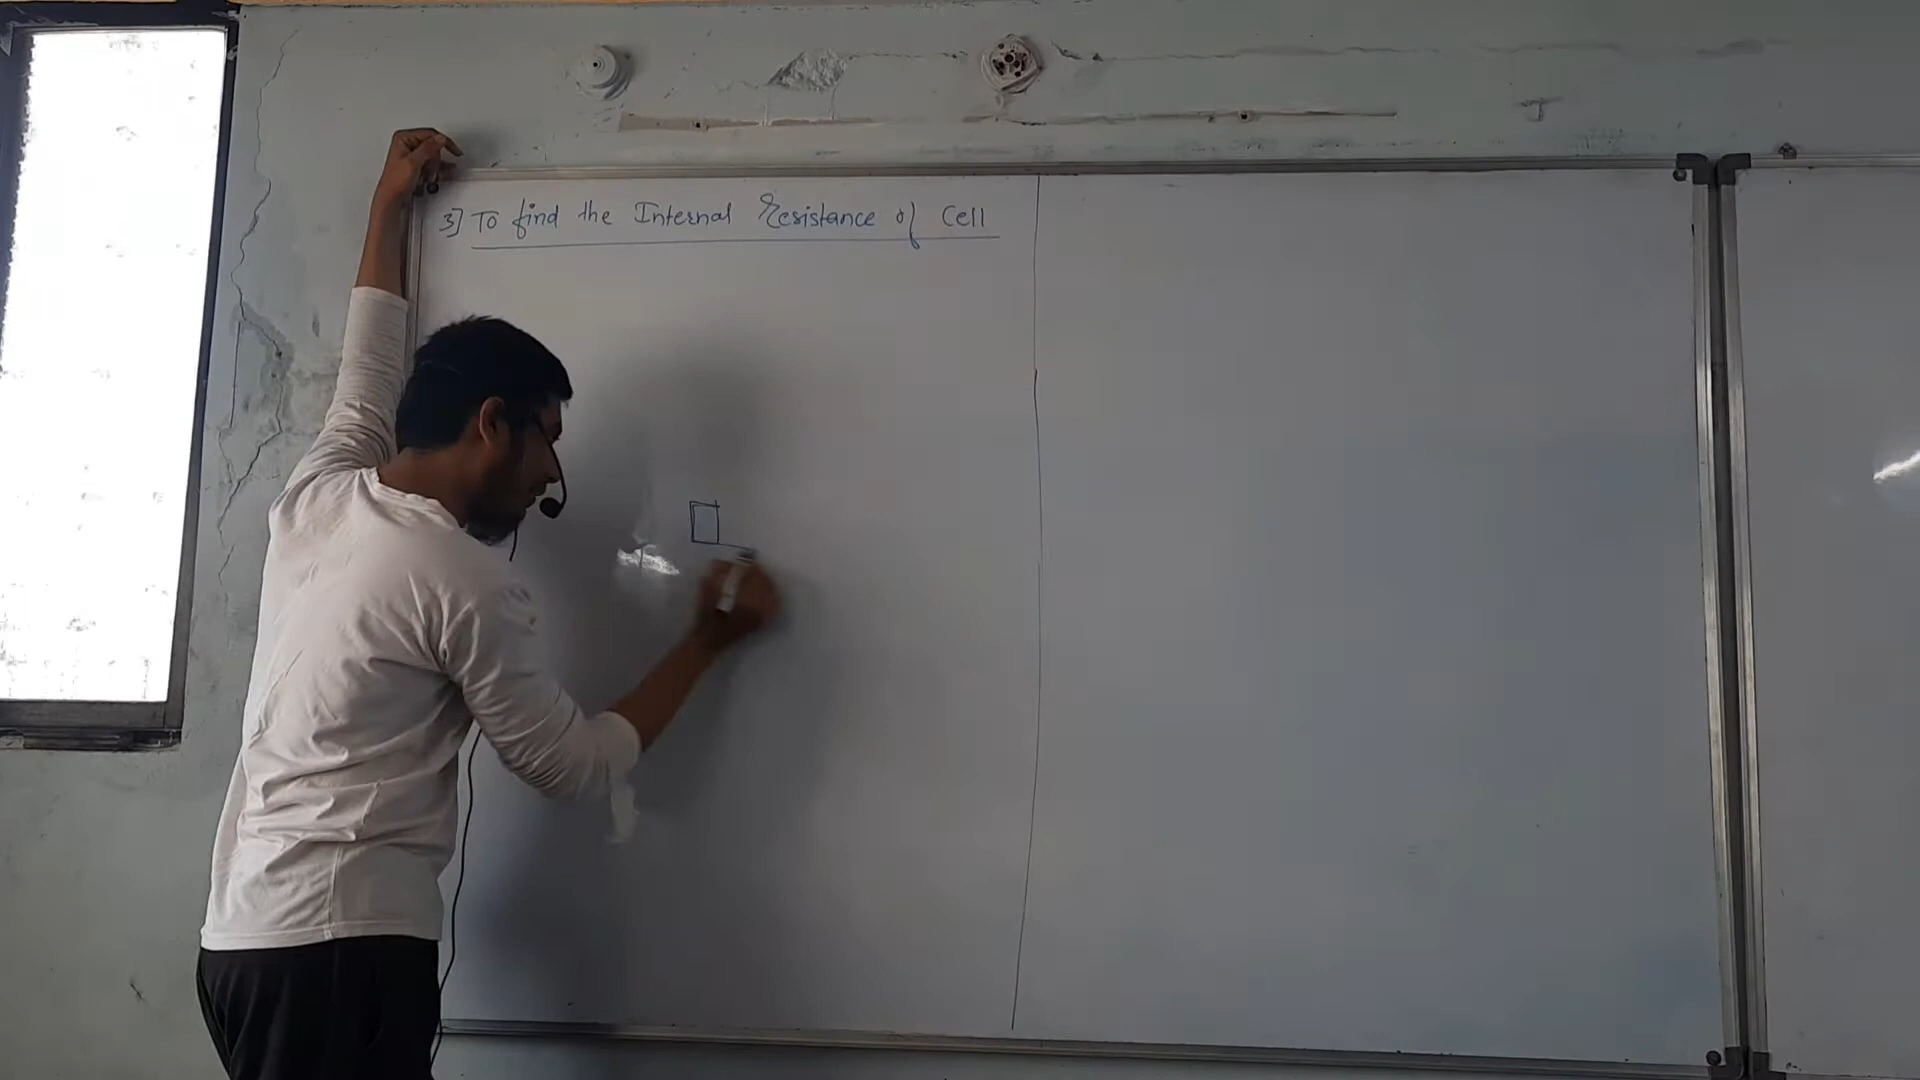 3] To find the Internal Resistance of Cell